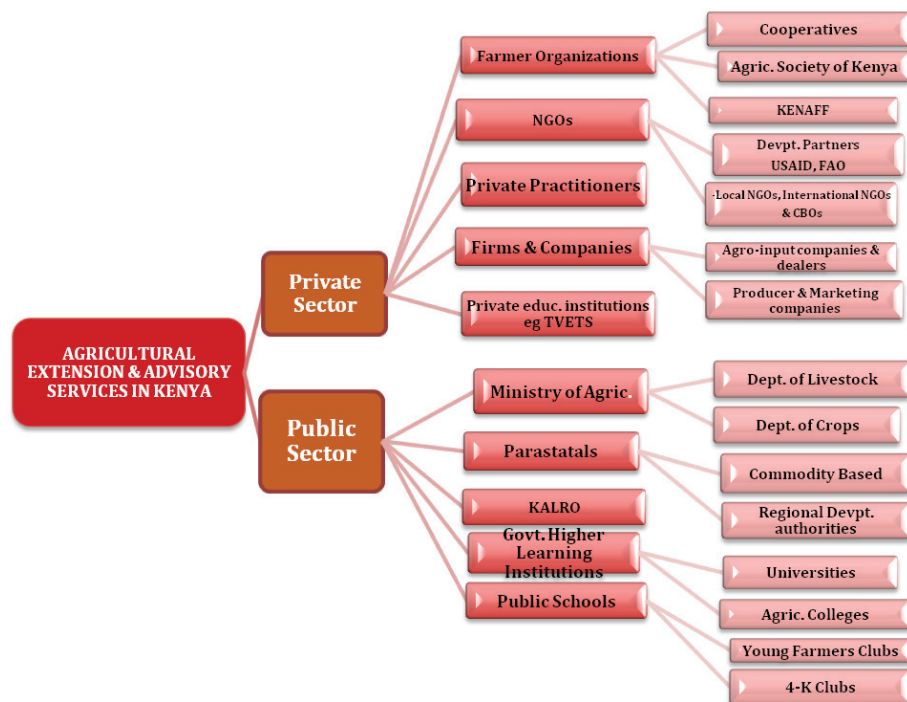 AGRICULTURAL
EXTENSION & ADVISORY
SERVICES IN KENYA
Private
Sector
Farmer Organizations
Cooperatives
Agric. Society of Kenya
KENAFF
NGOs
Devpt. Partners
USAID, FAO
-Local NGOs, International NGOs
& CBOs
Private Practitioners
Firms & Companies
Agro-input companies &
dealers
Producer & Marketing
companies
Private educ. institutions
eg TVETS
Public
Sector
Ministry of Agric.
Dept. of Livestock
Dept. of Crops
Parastatals
Commodity Based
Regional Devpt.
authorities
KALRO
Govt. Higher
Learning
Institutions
Universities
Agric. Colleges
Public Schools
Young Farmers Clubs
4-K Clubs